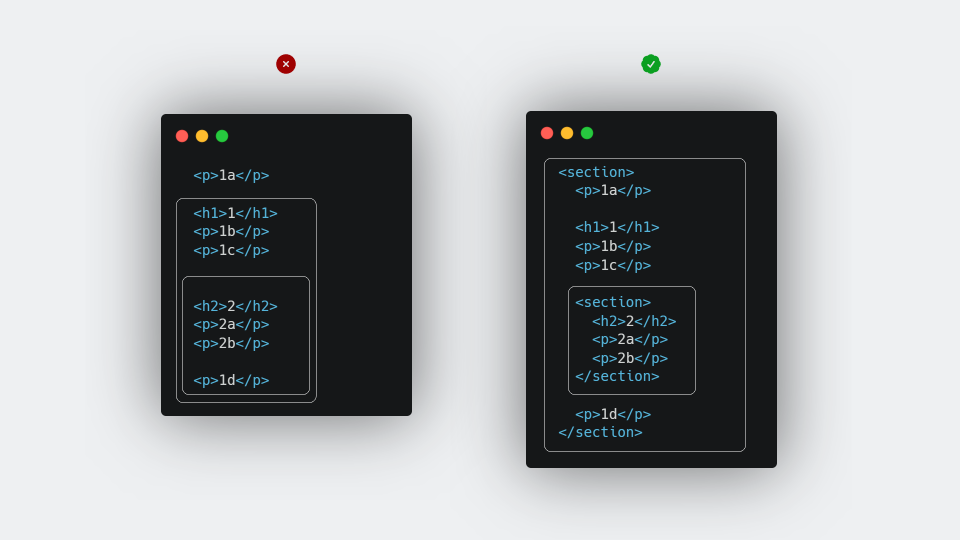 <p>1a</p>
<h1>1</h1>
<p>1b</p>
<p>1c</p>
<h2>2</h2>
<p>2a</p>
<p>2b</p>
<p>1d</p>
<section>
<p>1a</p>
<h1>1</h1>
<p>1b</p>
<p>1c</p>
<section>
<h2>2</h2>
<p>2a</p>
<p>2b</p>
</section>
<p>1d</p>
</section>